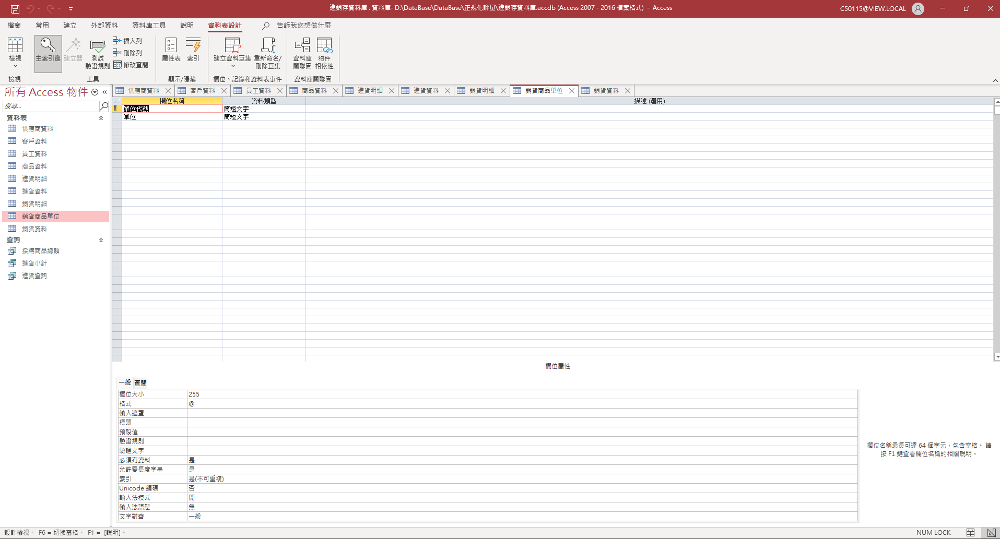 進銷存資料庫 : 資料庫- D:\DataBase\DataBase\正規化評量\進銷存資料庫.accdb (Access 2007 - 2016 檔案格式)  -  Access
C50115@VIEW.LOCAL
檔案 常用 建立 外部資料 資料庫工具 說明 資料表設計 告訴我您想做什麼
檢視
主索引鍵
建立器
測試
驗證規則
插入列
刪除列
修改查閱
屬性表
索引
建立資料巨集
重新命名/
刪除巨集
資料庫
關聯圖
物件
相依性
檢視 工具 顯示/隱藏 欄位、記錄和資料表事件 資料庫關聯圖
所有 Access 物件
搜尋...
資料表
供應商資料
客戶資料
員工資料
商品資料
進貨明細
進貨資料
銷貨明細
銷貨商品單位
銷貨資料
查詢
採購商品總額
進貨小計
進貨查詢
供應商資料 客戶資料 員工資料 商品資料 進貨明細 進貨資料 銷貨明細 銷貨商品單位 銷貨資料
欄位名稱 資料類型 描述 (選用)
單位代號 簡短文字
單位 簡短文字
欄位屬性
一般 查閱
欄位大小 255
格式 @
輸入遮罩
標題
預設值
驗證規則
驗證文字
必須有資料 是
允許零長度字串 是
索引 是(不可重複)
Unicode 編碼 否
輸入法模式 開
輸入法語態 無
文字對齊 一般
欄位名稱最長可達 64 個字元，包含空格。 請
按 F1 鍵查看欄位名稱的相關說明。
設計檢視。  F6 = 切換窗格。  F1 =  [說明]。
NUM LOCK